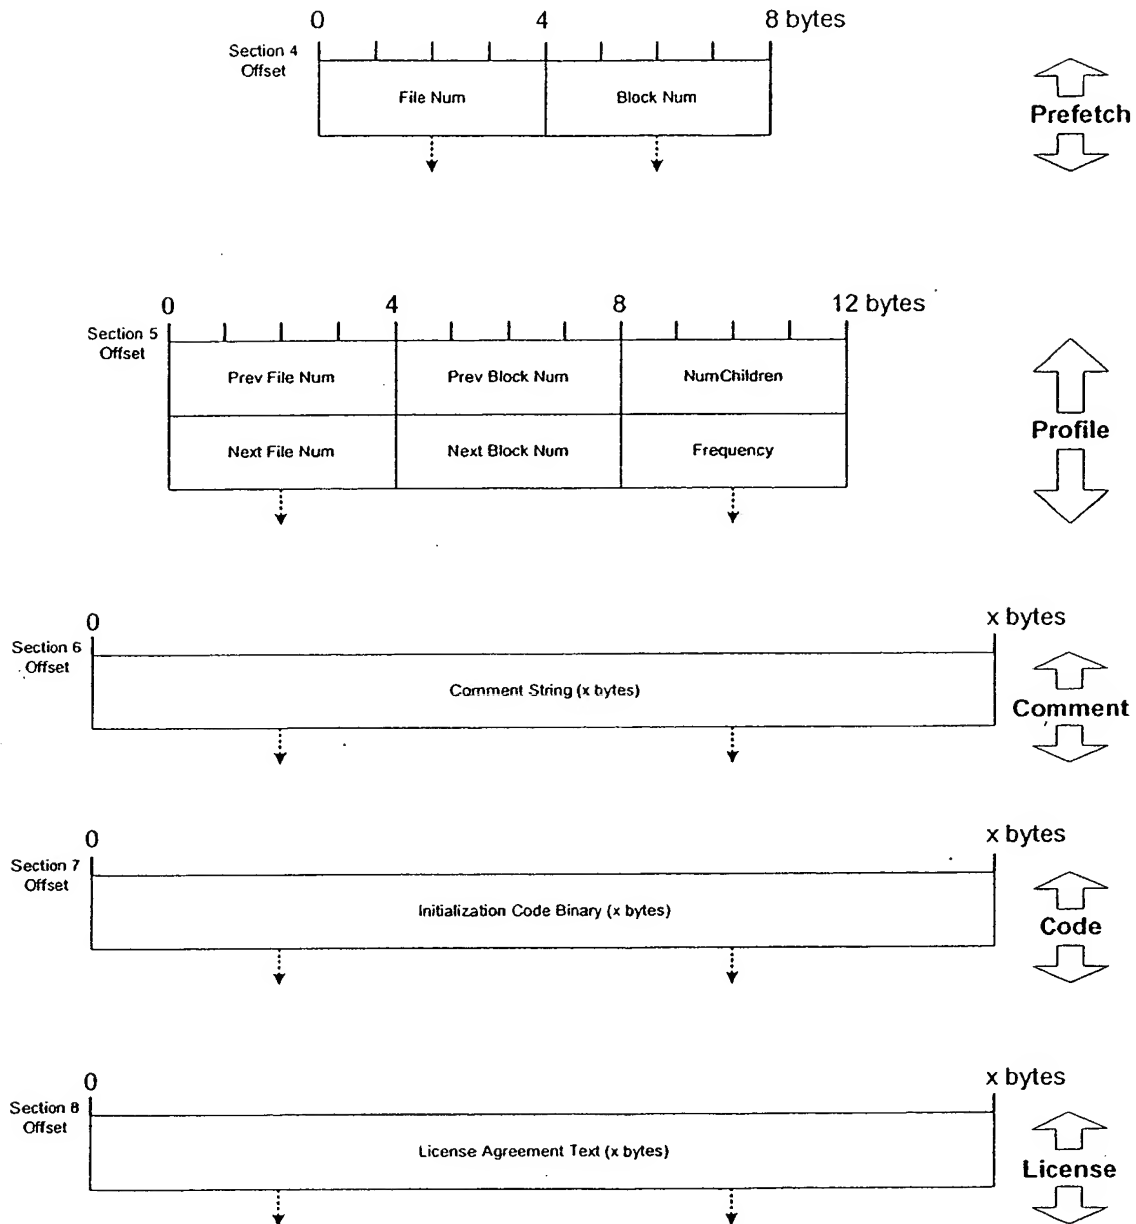 0 4 8 bytes
Section 4
Offset
File Num Block Num
Prefetch
0 4 8 12 bytes
Section 5
Offset
Prev File Num Prev Block Num NumChildren
Next File Num Next Block Num Frequency
Profile
0 x bytes
Section 6
Offset
Comment String (x bytes)
Comment
0 x bytes
Section 7
Offset
Initialization Code Binary (x bytes)
Code
0 x bytes
Section 8
Offset
License Agreement Text (x bytes)
License